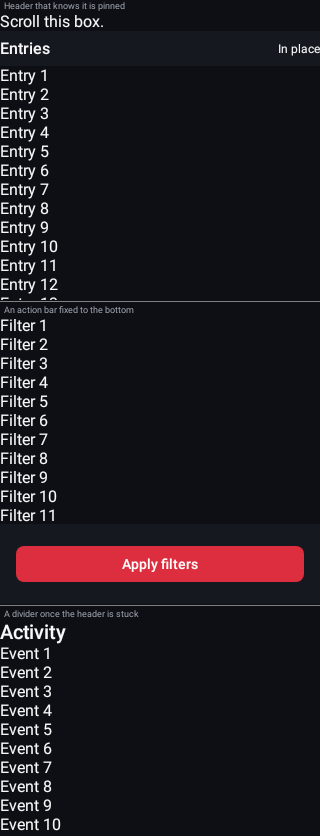 Header that knows it is pinned
Scroll this box.
Entries In place
Entry 1
Entry 2
Entry 3
Entry 4
Entry 5
Entry 6
Entry 7
Entry 8
Entry 9
Entry 10
Entry 11
Entry 12
An action bar fixed to the bottom
Filter 1
Filter 2
Filter 3
Filter 4
Filter 5
Filter 6
Filter 7
Filter 8
Filter 9
Filter 10
Filter 11
Apply filters
A divider once the header is stuck
Activity
Event 1
Event 2
Event 3
Event 4
Event 5
Event 6
Event 7
Event 8
Event 9
Event 10